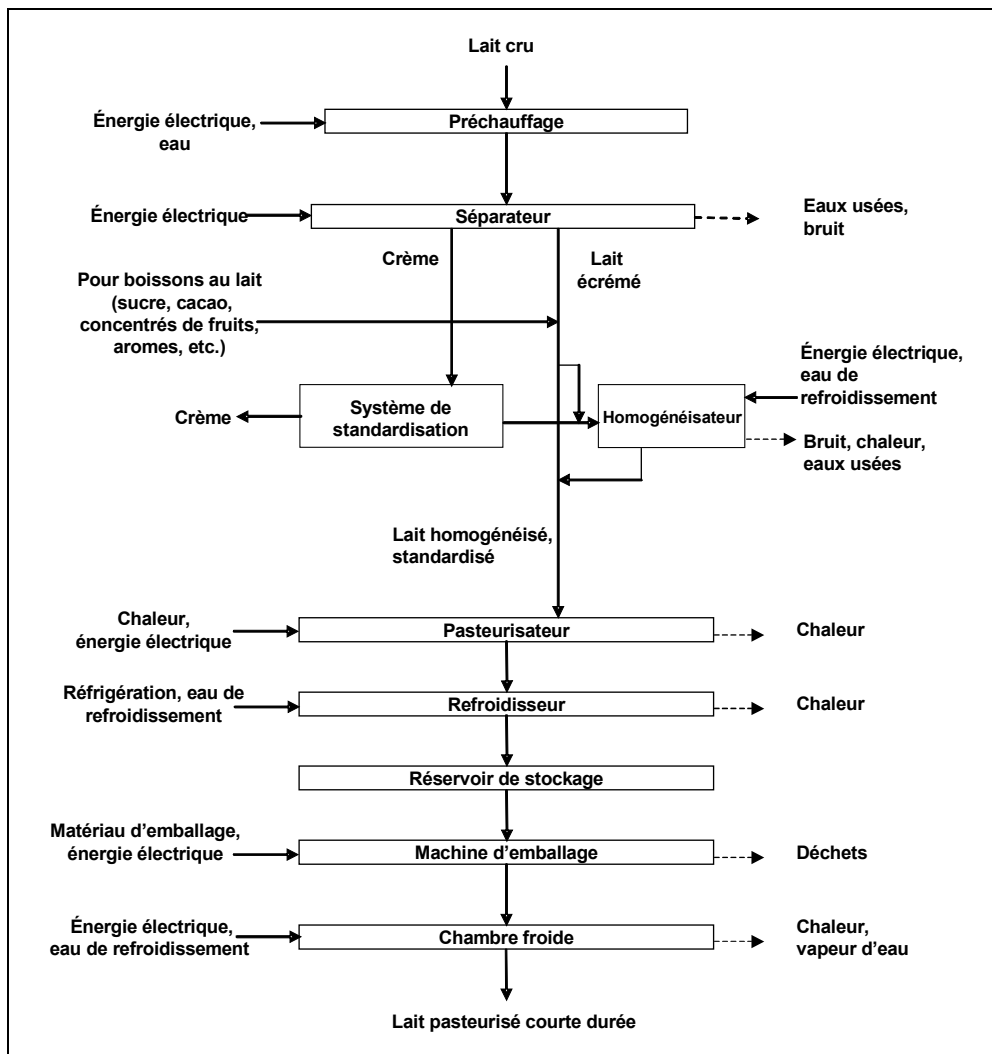 Lait cru
Énergie électrique,
eau
Préchauffage
Énergie électrique
Séparateur
Eaux usées,
bruit
Crème
Lait
écrémé
Pour boissons au lait
(sucre, cacao,
concentrés de fruits,
aromes, etc.)
Énergie électrique,
eau de
refroidissement
Crème
Système de
standardisation
Homogénéisateur
Bruit, chaleur,
eaux usées
Lait homogénéisé,
standardisé
Chaleur,
énergie électrique
Pasteurisateur
Chaleur
Réfrigération, eau de
refroidissement
Refroidisseur
Chaleur
Réservoir de stockage
Matériau d’emballage,
énergie électrique
Machine d’emballage
Déchets
Énergie électrique,
eau de refroidissement
Chambre froide
Chaleur,
vapeur d’eau
Lait pasteurisé courte durée